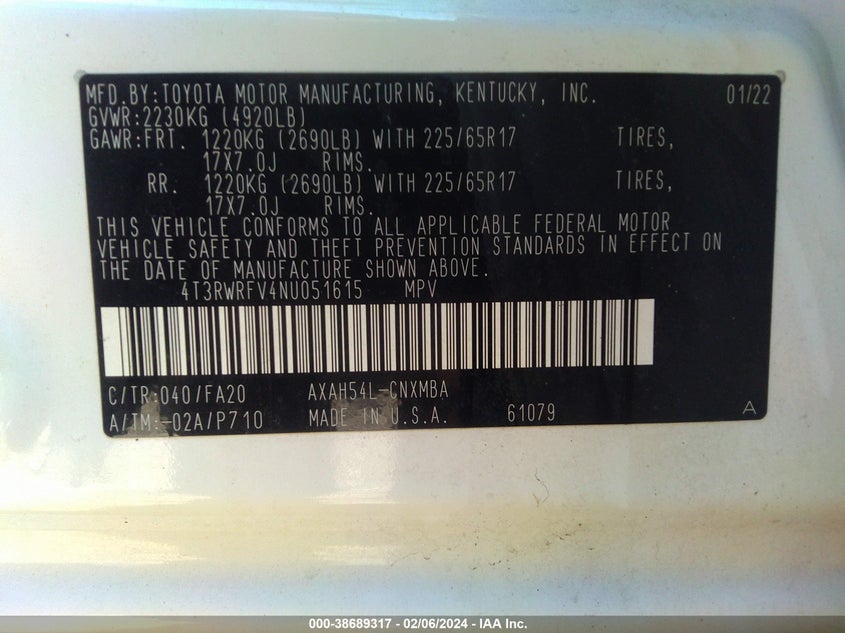 MFD.BY:TOYOTA MOTOR MANUFACTURING, KENTUCKY, INC. 01/22
GVWR:2230KG (4920LB)
GAWR:FRT. 1220KG (2690LB) WITH 225/65R17 TIRES,
17X7.0J RIMS.
RR. 1220KG (2690LB) WITH 225/65R17 TIRES,
17X7.0J RIMS.
THIS VEHICLE CONFORMS TO ALL APPLICABLE FEDERAL MOTOR
VEHICLE SAFETY AND THEFT PREVENTION STANDARDS IN EFFECT ON
THE DATE OF MANUFACTURE SHOWN ABOVE.
4T3RWRFV4NU051615 MPV
C/TR:040/FA20 AXAH54L-CNXMBA
A/TM:-02A/P710 MADE IN U.S.A. 61079 A
000-38689317 - 02/06/2024 - IAA Inc.